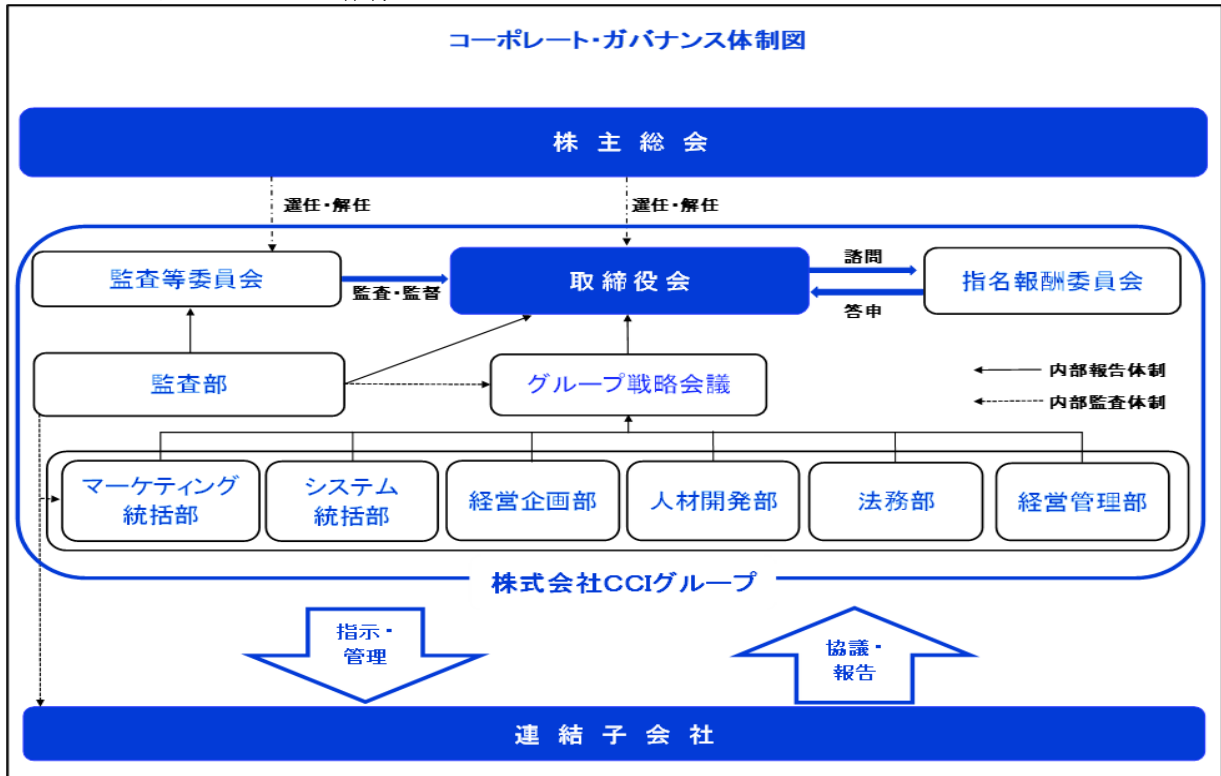 コーポレート・ガバナンス体制図
株主総会
選任・解任
選任・解任
監査等委員会
監査・監督
取締役会
諮問
答申
指名報酬委員会
監査部
グループ戦略会議
内部報告体制
内部監査体制
マーケティング
統括部
システム
統括部
経営企画部
人材開発部
法務部
経営管理部
株式会社CCIグループ
指示・
管理
協議・
報告
連結子会社